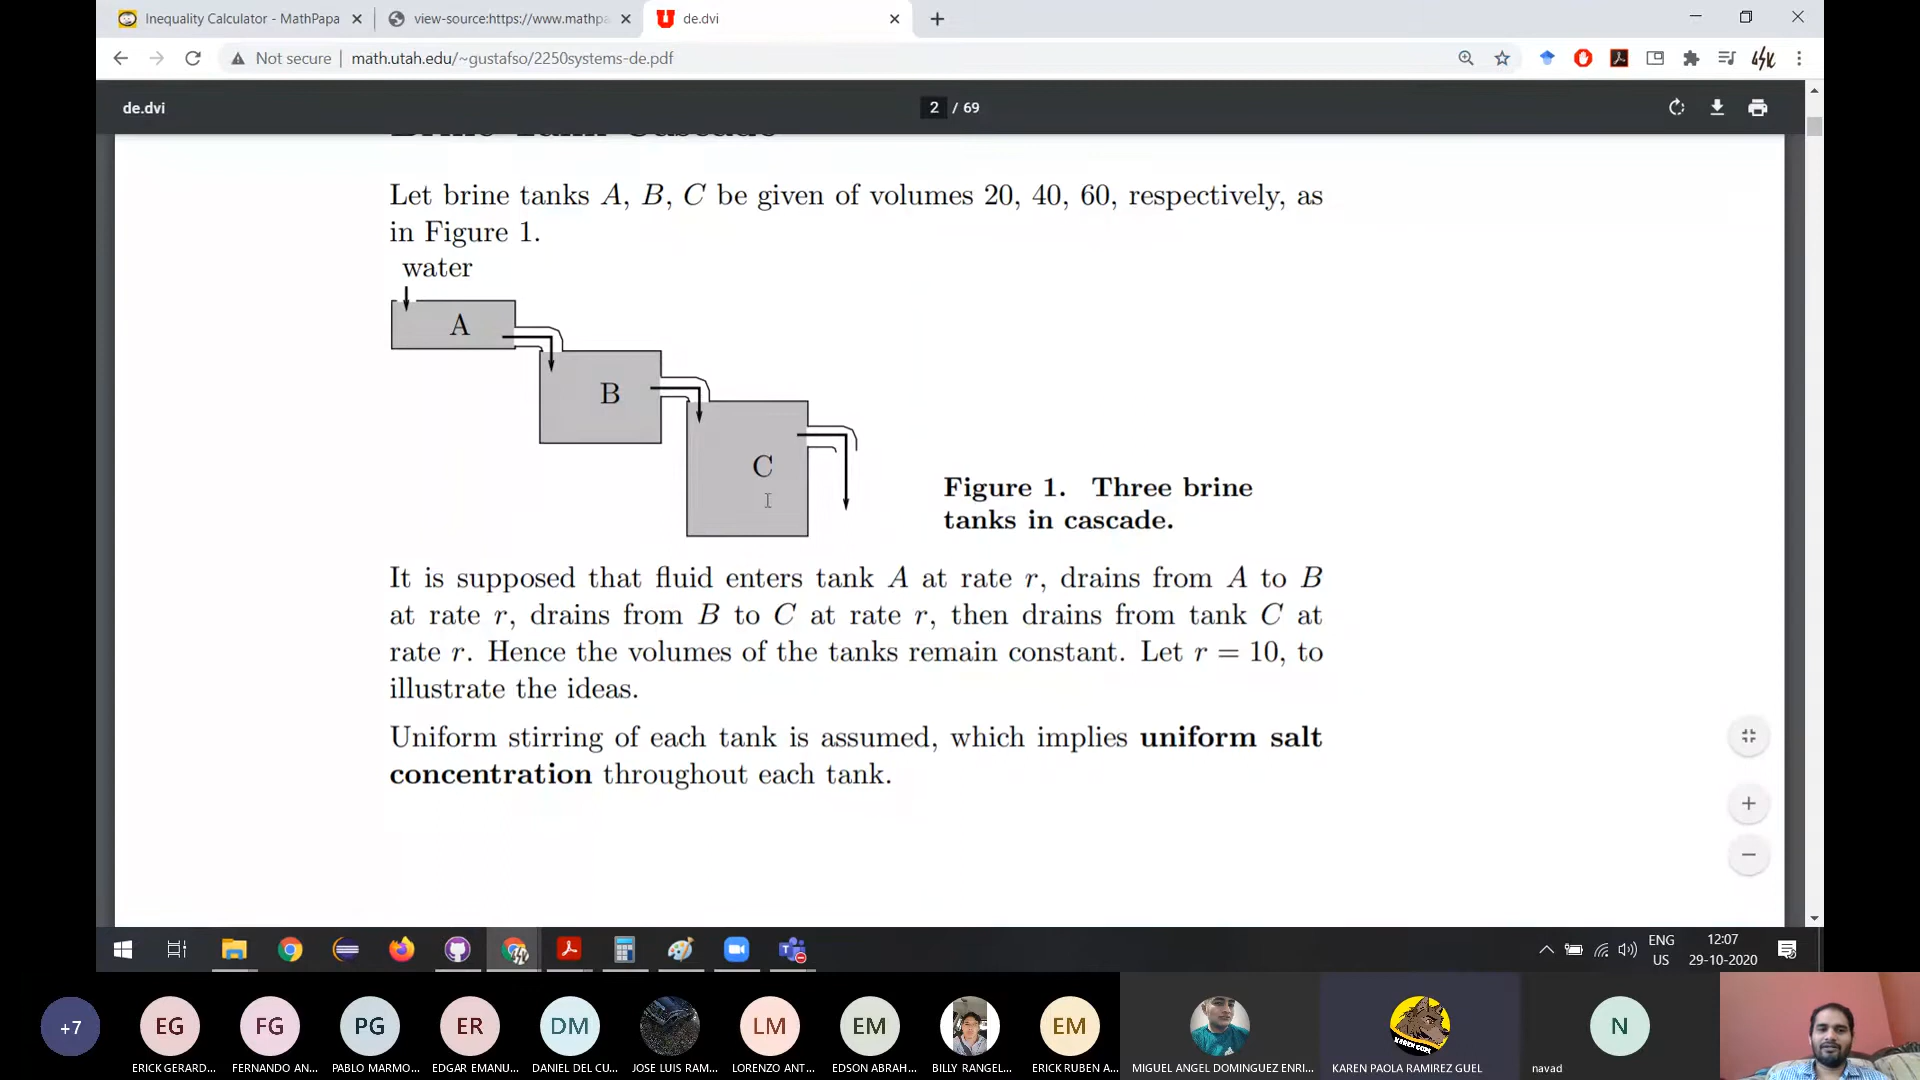 Inequality Calculator - MathPapa
view-source:https://www.mathpa
de.dvi
Not secure | math.utah.edu/~gustafso/2250systems-de.pdf
de.dvi
2 / 69
Brine Tank Cascade
Let brine tanks A, B, C be given of volumes 20, 40, 60, respectively, as
in Figure 1.
water
A
B
C
Figure 1. Three brine
tanks in cascade.
It is supposed that fluid enters tank A at rate r, drains from A to B
at rate r, drains from B to C at rate r, then drains from tank C at
rate r. Hence the volumes of the tanks remain constant. Let r = 10, to
illustrate the ideas.
Uniform stirring of each tank is assumed, which implies uniform salt
concentration throughout each tank.
ENG
US
12:07
29-10-2020
+7
EG
FG
PG
ER
DM
LM
EM
EM
N
KAREN GUEL
ERICK GERARD...
FERNANDO AN...
PABLO MARMO...
EDGAR EMANU...
DANIEL DEL CU...
JOSE LUIS RAM...
LORENZO ANT...
EDSON ABRAH...
BILLY RANGEL...
ERICK RUBEN A...
MIGUEL ANGEL DOMINGUEZ ENRI...
KAREN PAOLA RAMIREZ GUEL
navad